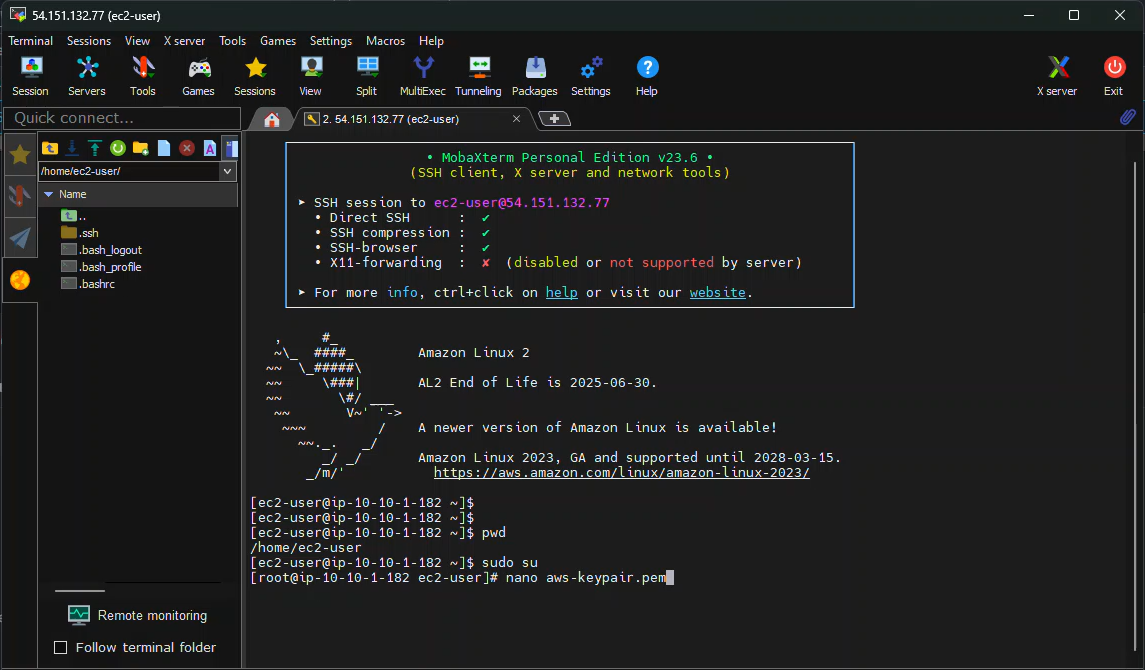 54.151.132.77 (ec2-user)
Terminal Sessions View X server Tools Games Settings Macros Help
Session Servers Tools Games Sessions View Split MultiExec Tunneling Packages Settings Help X server Exit
Quick connect...
2. 54.151.132.77 (ec2-user)
/home/ec2-user/
Name
..
.ssh
.bash_logout
.bash_profile
.bashrc
Remote monitoring
Follow terminal folder
• MobaXterm Personal Edition v23.6 •
(SSH client, X server and network tools)
➤ SSH session to ec2-user@54.151.132.77
• Direct SSH : ✔
• SSH compression : ✔
• SSH-browser : ✔
• X11-forwarding : ✘ (disabled or not supported by server)
➤ For more info, ctrl+click on help or visit our website.
, #_
~\_ ####_ Amazon Linux 2
~~ \_#####\
~~ \###| AL2 End of Life is 2025-06-30.
~~ \#/ ___
~~ V~' '->
~~~ / A newer version of Amazon Linux is available!
~~._. _/
_/ _/ Amazon Linux 2023, GA and supported until 2028-03-15.
_/m/' https://aws.amazon.com/linux/amazon-linux-2023/
[ec2-user@ip-10-10-1-182 ~]$
[ec2-user@ip-10-10-1-182 ~]$
[ec2-user@ip-10-10-1-182 ~]$ pwd
/home/ec2-user
[ec2-user@ip-10-10-1-182 ~]$ sudo su
[root@ip-10-10-1-182 ec2-user]# nano aws-keypair.pem